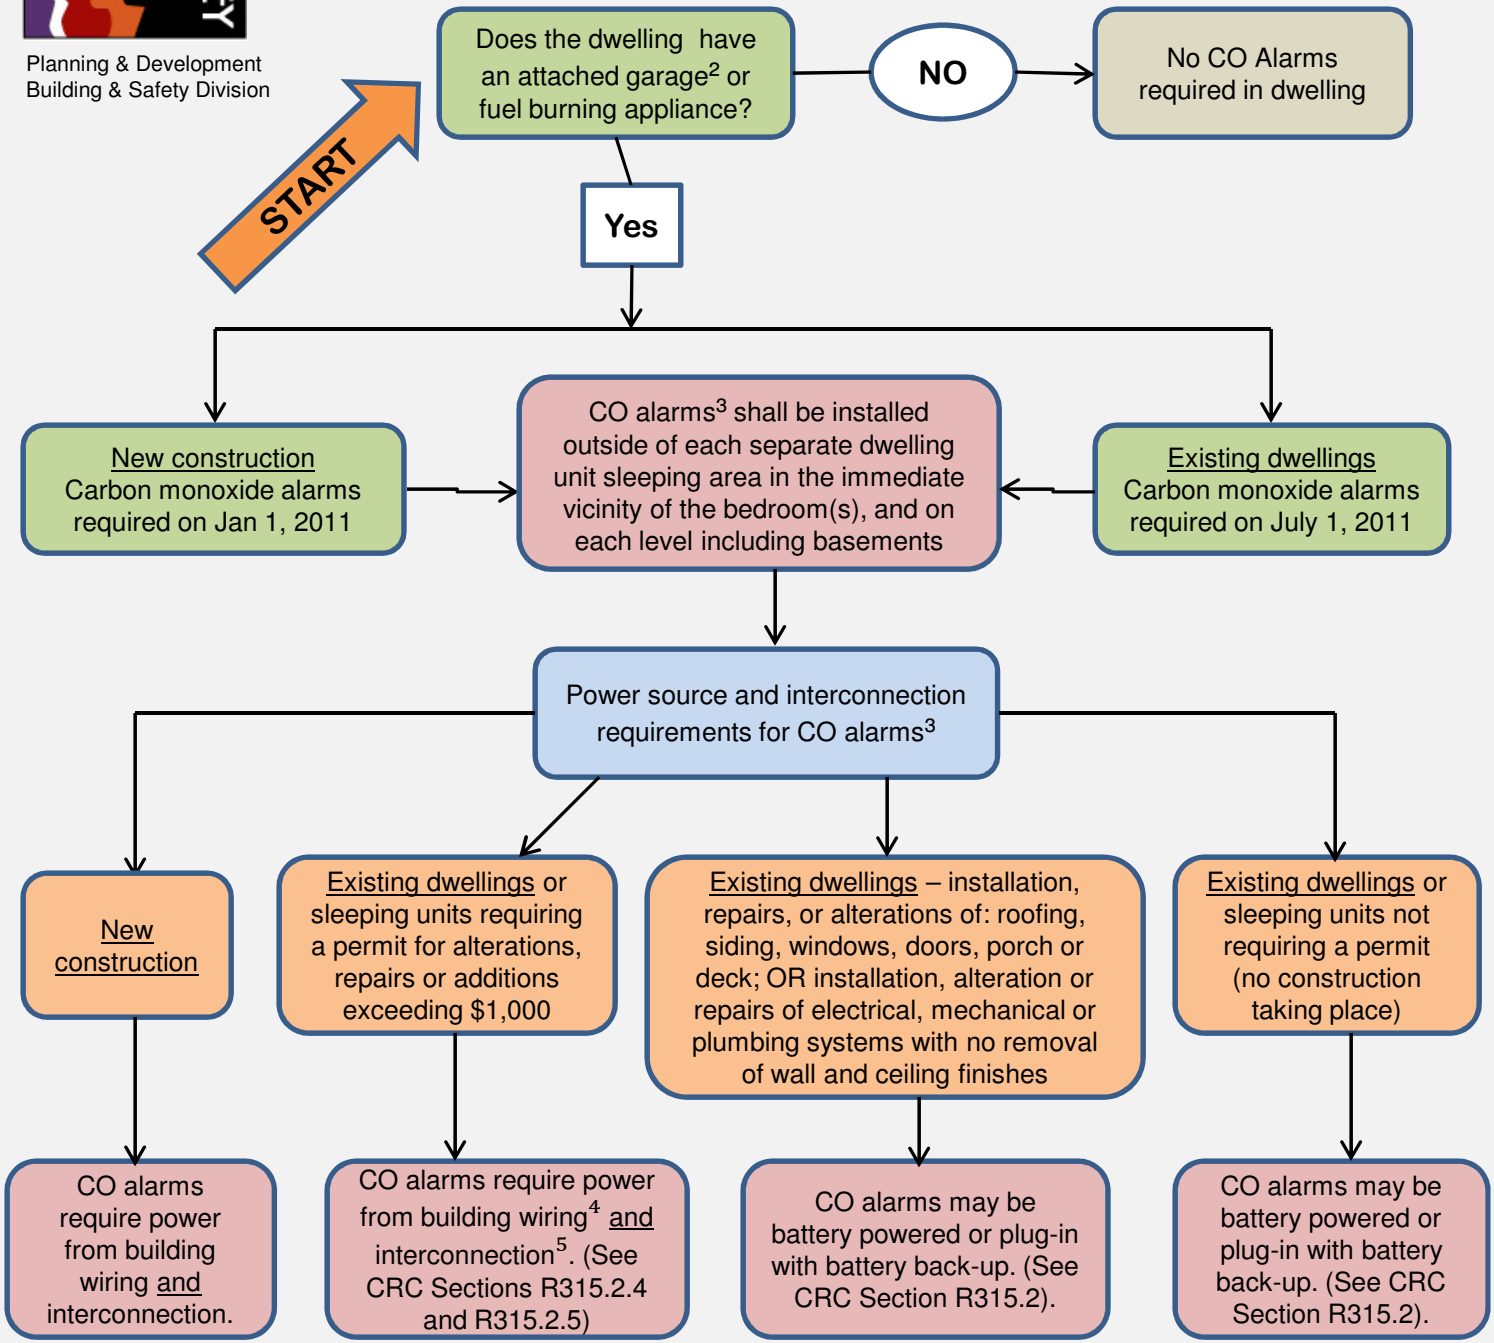 EY
Planning & Development
Building & Safety Division
START
Does the dwelling have
an attached garage² or
fuel burning appliance?
NO
No CO Alarms
required in dwelling
Yes
New construction
Carbon monoxide alarms
required on Jan 1, 2011
CO alarms³ shall be installed
outside of each separate dwelling
unit sleeping area in the immediate
vicinity of the bedroom(s), and on
each level including basements
Existing dwellings
Carbon monoxide alarms
required on July 1, 2011
Power source and interconnection
requirements for CO alarms³
New
construction
Existing dwellings or
sleeping units requiring
a permit for alterations,
repairs or additions
exceeding $1,000
Existing dwellings – installation,
repairs, or alterations of: roofing,
siding, windows, doors, porch or
deck; OR installation, alteration or
repairs of electrical, mechanical or
plumbing systems with no removal
of wall and ceiling finishes
Existing dwellings or
sleeping units not
requiring a permit
(no construction
taking place)
CO alarms
require power
from building
wiring and
interconnection.
CO alarms require power
from building wiring⁴ and
interconnection⁵. (See
CRC Sections R315.2.4
and R315.2.5)
CO alarms may be
battery powered or plug-in
with battery back-up. (See
CRC Section R315.2).
CO alarms may be
battery powered or
plug-in with battery
back-up. (See CRC
Section R315.2).